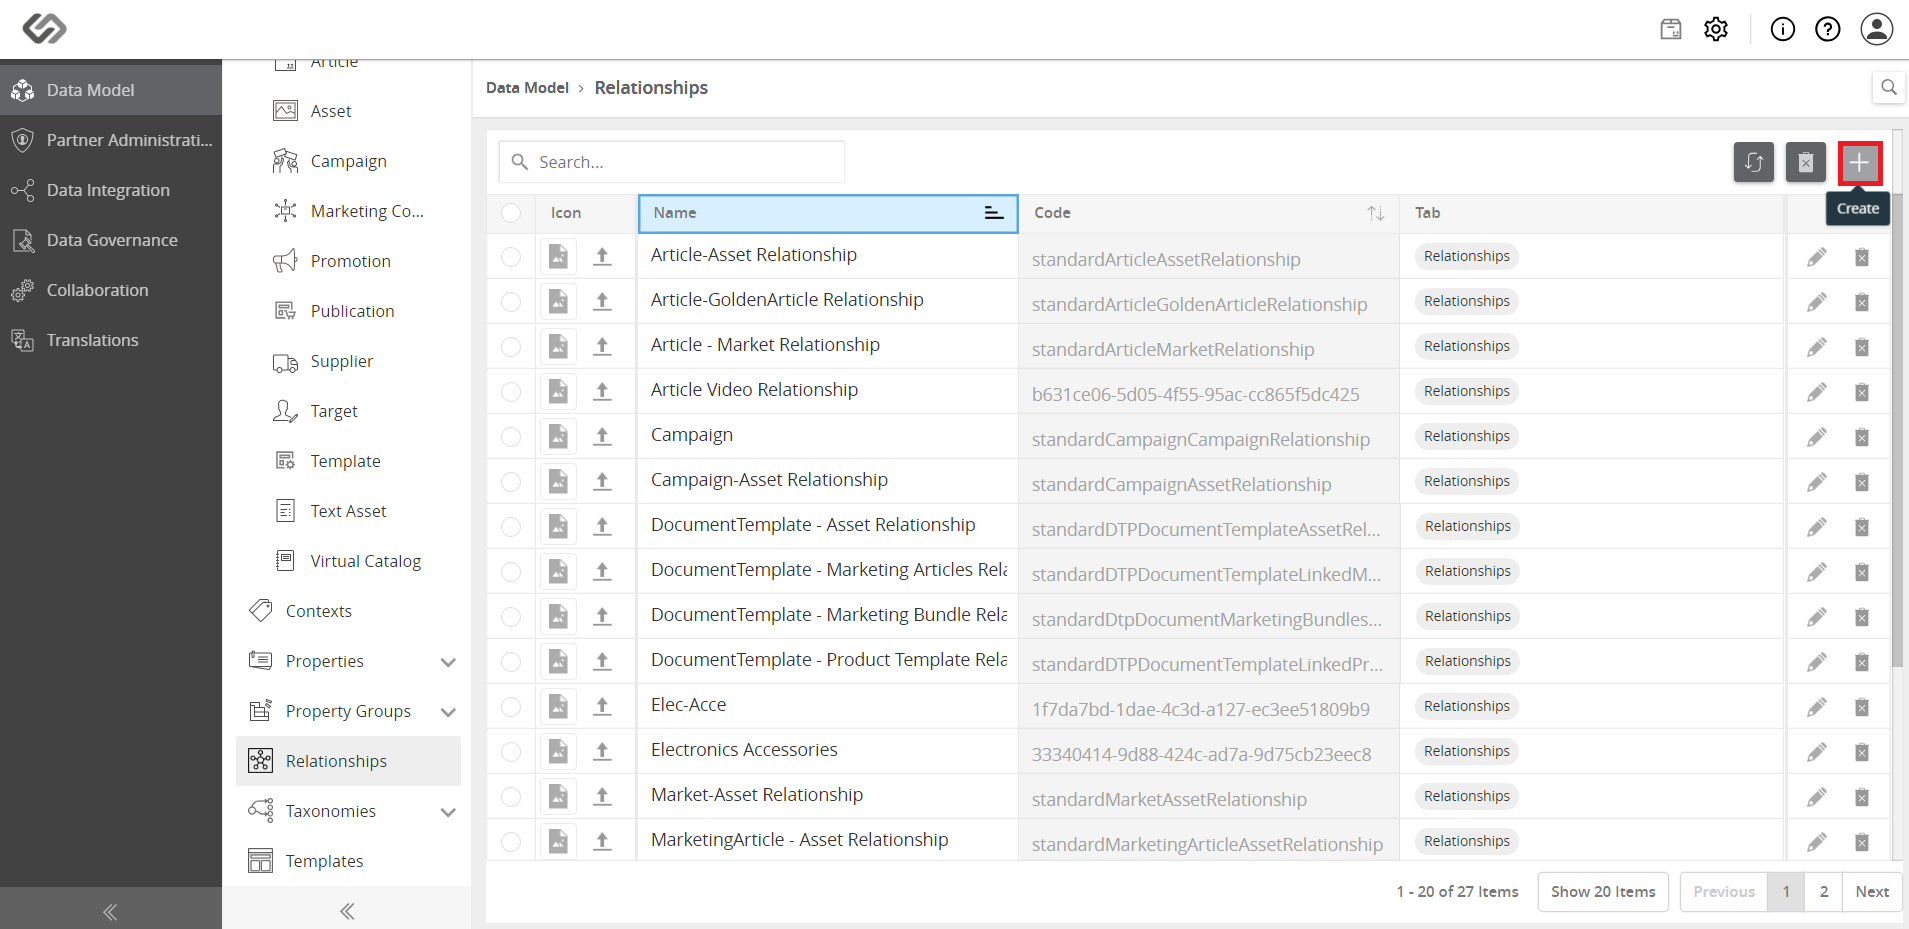 Data Model
Partner Administrati...
Data Integration
Data Governance
Collaboration
Translations
Article
Asset
Campaign
Marketing Co...
Promotion
Publication
Supplier
Target
Template
Text Asset
Virtual Catalog
Contexts
Properties
Property Groups
Relationships
Taxonomies
Templates
Data Model › Relationships
Search...
Create
Icon Name Code Tab
Article-Asset Relationship standardArticleAssetRelationship Relationships
Article-GoldenArticle Relationship standardArticleGoldenArticleRelationship Relationships
Article - Market Relationship standardArticleMarketRelationship Relationships
Article Video Relationship b631ce06-5d05-4f55-95ac-cc865f5dc425 Relationships
Campaign standardCampaignCampaignRelationship Relationships
Campaign-Asset Relationship standardCampaignAssetRelationship Relationships
DocumentTemplate - Asset Relationship standardDTPDocumentTemplateAssetRel... Relationships
DocumentTemplate - Marketing Articles Rela standardDTPDocumentTemplateLinkedM... Relationships
DocumentTemplate - Marketing Bundle Rela standardDtpDocumentMarketingBundles... Relationships
DocumentTemplate - Product Template Rela standardDTPDocumentTemplateLinkedPr... Relationships
Elec-Acce 1f7da7bd-1dae-4c3d-a127-ec3ee51809b9 Relationships
Electronics Accessories 33340414-9d88-424c-ad7a-9d75cb23eec8 Relationships
Market-Asset Relationship standardMarketAssetRelationship Relationships
MarketingArticle - Asset Relationship standardMarketingArticleAssetRelationship Relationships
1 - 20 of 27 Items Show 20 Items Previous 1 2 Next